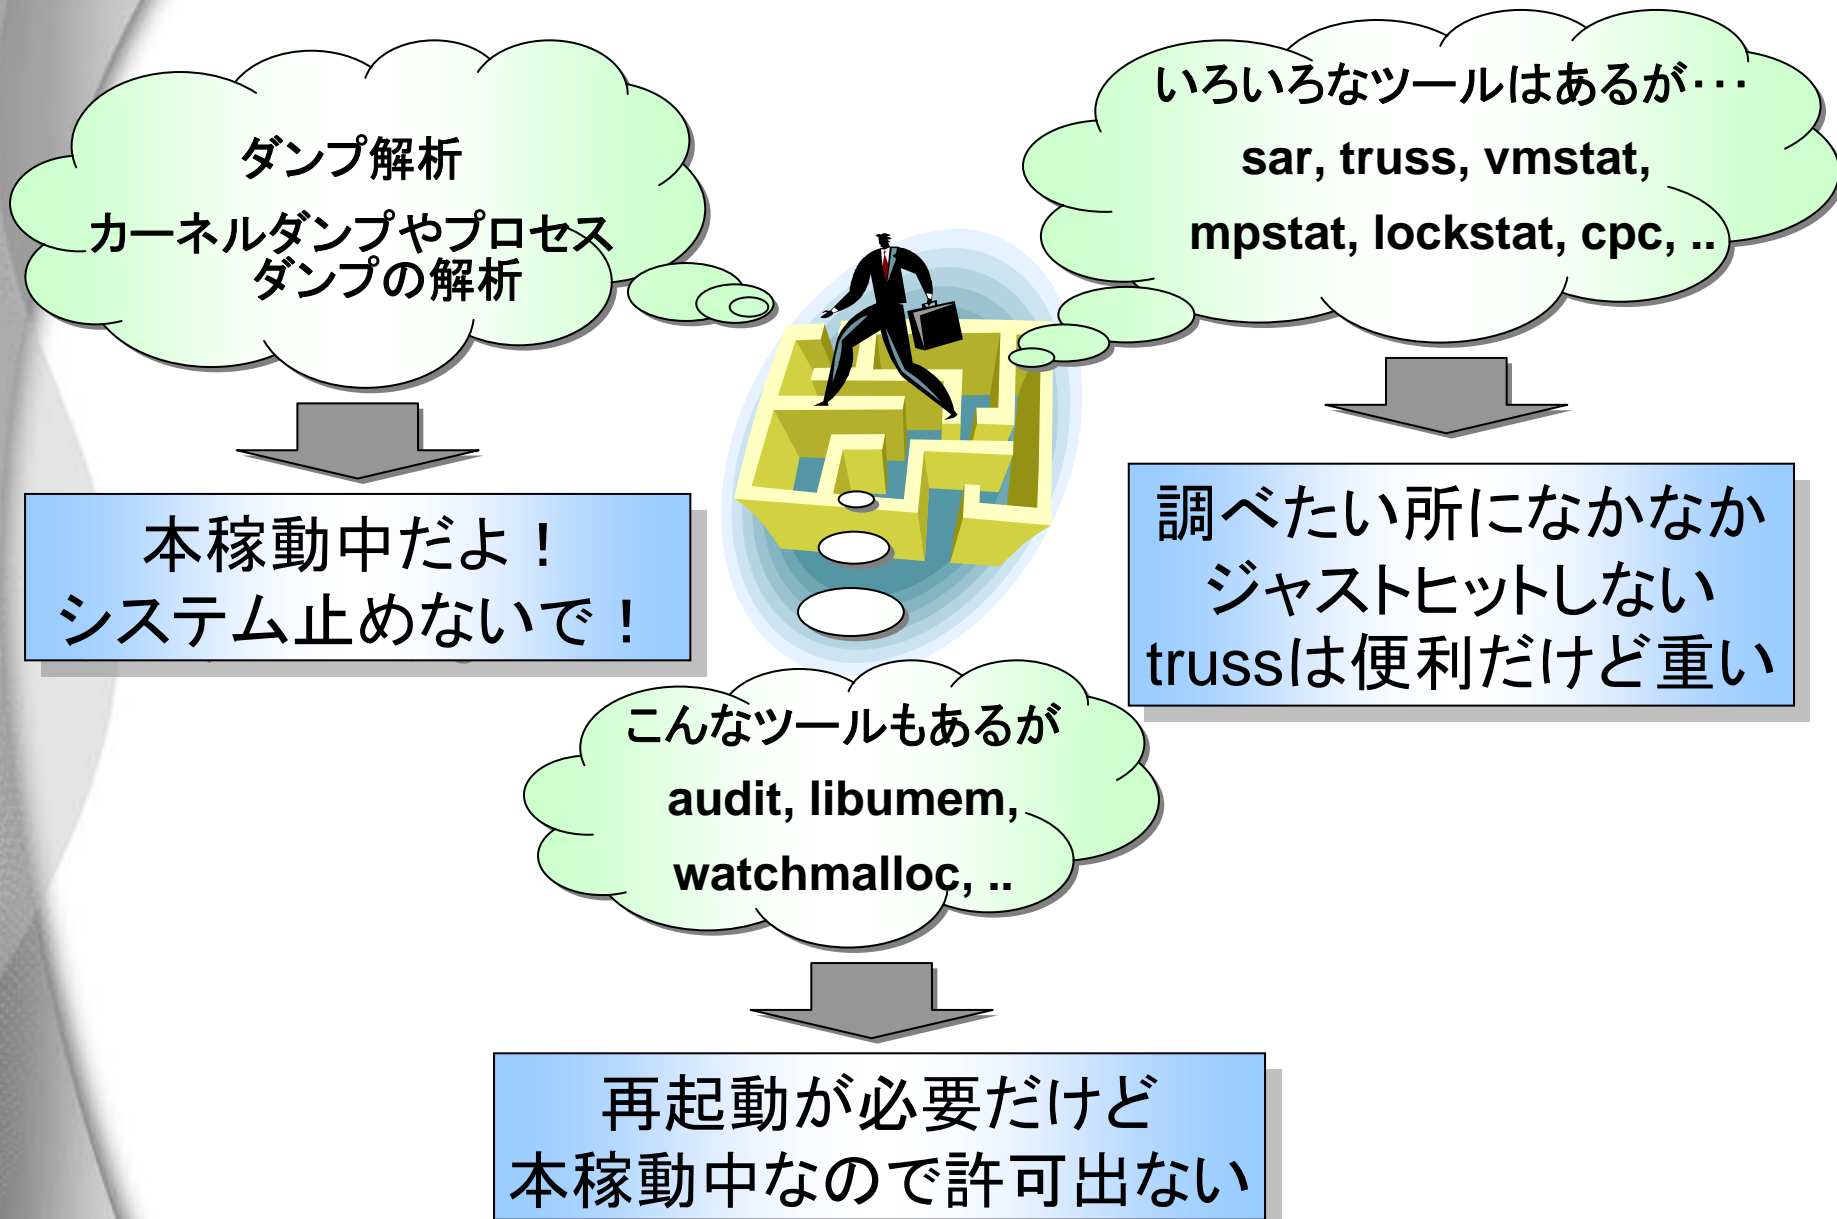 ダンプ解析
カーネルダンプやプロセス
ダンプの解析
本稼動中だよ！
システム止めないで！
いろいろなツールはあるが･･･
sar, truss, vmstat,
mpstat, lockstat, cpc, ..
調べたい所になかなか
ジャストヒットしない
trussは便利だけど重い
こんなツールもあるが
audit, libumem,
watchmalloc, ..
再起動が必要だけど
本稼動中なので許可出ない